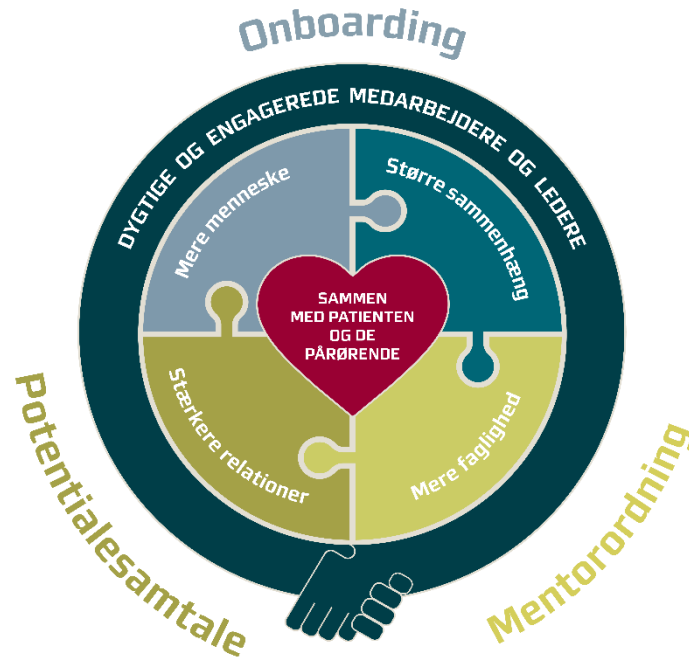 Onboarding
DYGTIGE OG ENGAGEREDE MEDARBEJDERE OG LEDERE
Mere menneske
Større sammenhæng
SAMMEN
MED PATIENTEN
OG DE
PÅRØRENDE
Stærkere relationer
Mere faglighed
Potentialesamtale
Mentorordning